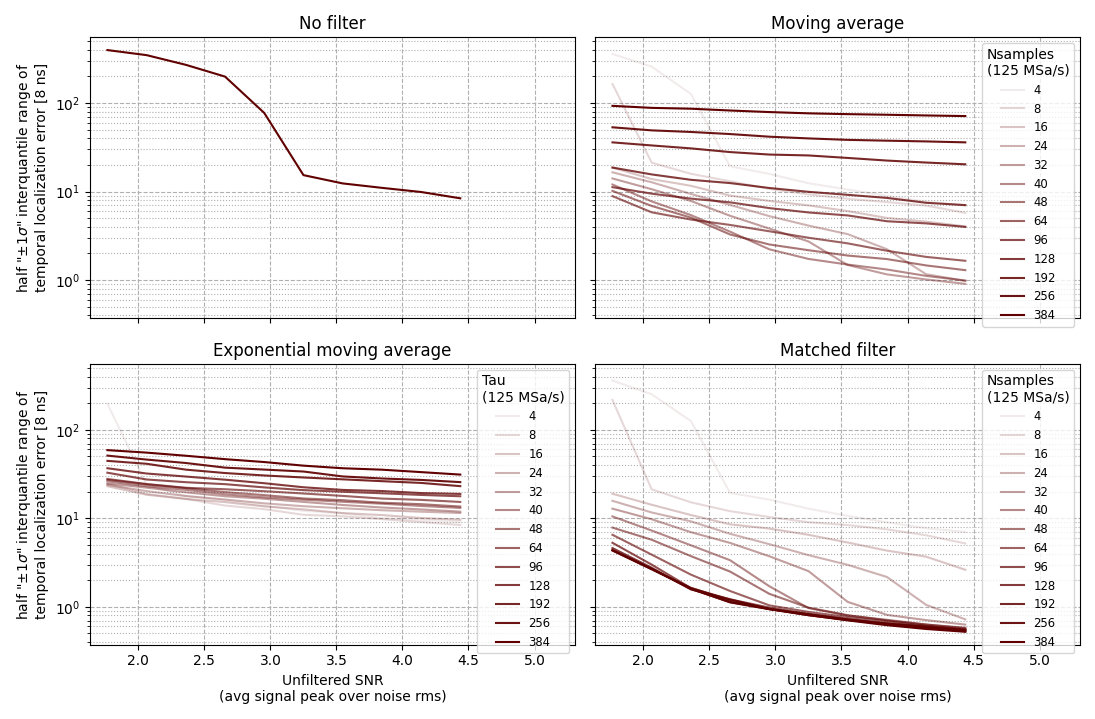 No filter
half "±1σ" interquantile range of
temporal localization error [8 ns]
10²
10¹
10⁰
Moving average
Nsamples
(125 MSa/s)
4
8
16
24
32
40
48
64
96
128
192
256
384
Exponential moving average
half "±1σ" interquantile range of
temporal localization error [8 ns]
10²
10¹
10⁰
Tau
(125 MSa/s)
4
8
16
24
32
40
48
64
96
128
192
256
384
2.0 2.5 3.0 3.5 4.0 4.5 5.0
Unfiltered SNR
(avg signal peak over noise rms)
Matched filter
Nsamples
(125 MSa/s)
4
8
16
24
32
40
48
64
96
128
192
256
384
2.0 2.5 3.0 3.5 4.0 4.5 5.0
Unfiltered SNR
(avg signal peak over noise rms)